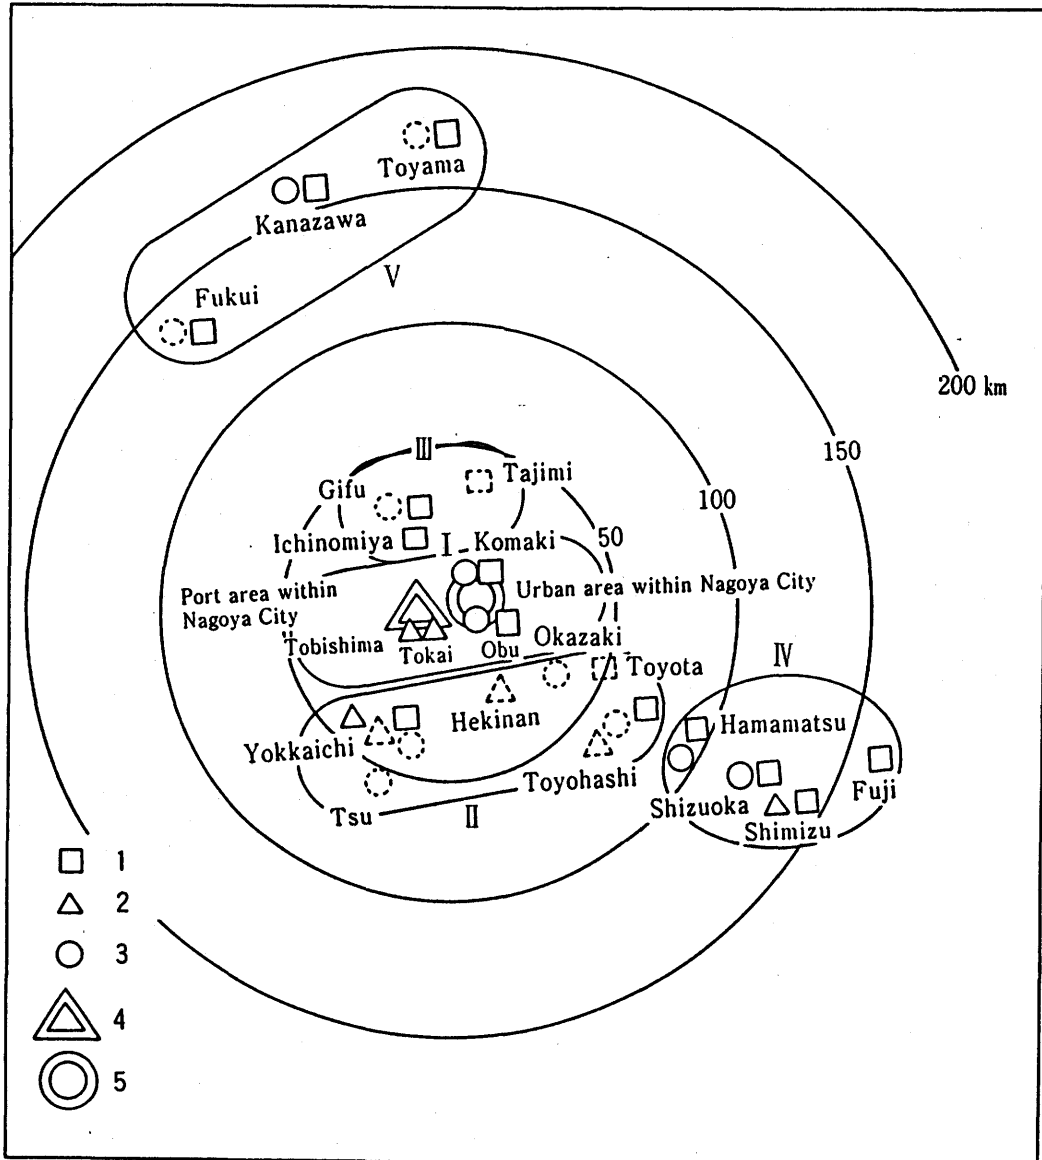 Toyama
Kanazawa
V
Fukui
200 km
150
III
Gifu
Tajimi
100
Ichinomiya
I
Komaki
50
Port area within
Nagoya City
Urban area within Nagoya City
Tobishima
Tokai
Obu
Okazaki
Toyota
IV
Hekinan
Hamamatsu
Yokkaichi
Toyohashi
Shizuoka
Fuji
Tsu
II
Shimizu
1
2
3
4
5